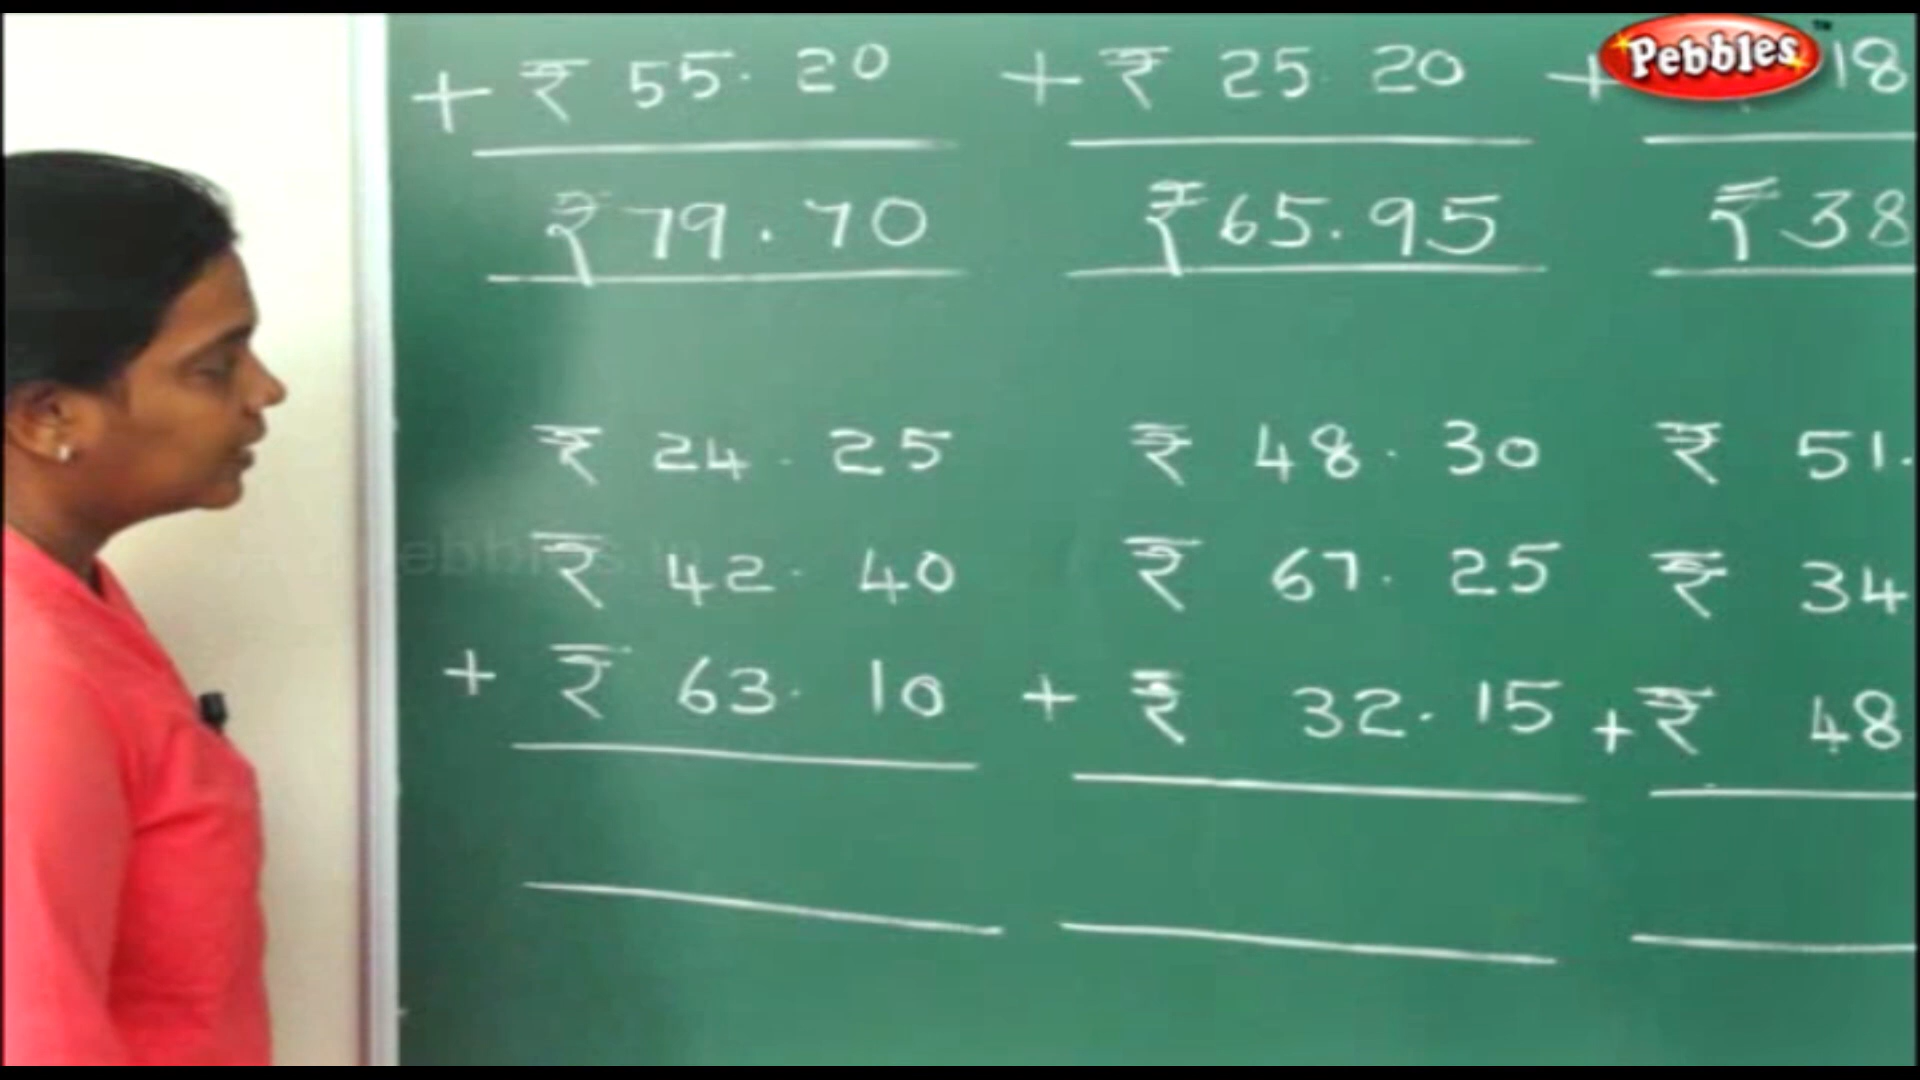 + ₹ 55.20 + ₹ 25.20 + 18
Pebbles™
₹ 79.70 ₹ 65.95 ₹ 38
₹ 24.25 ₹ 48.30 ₹ 51.
₹ 42.40 ₹ 67.25 ₹ 34
+ ₹ 63.10 + ₹ 32.15 + ₹ 48